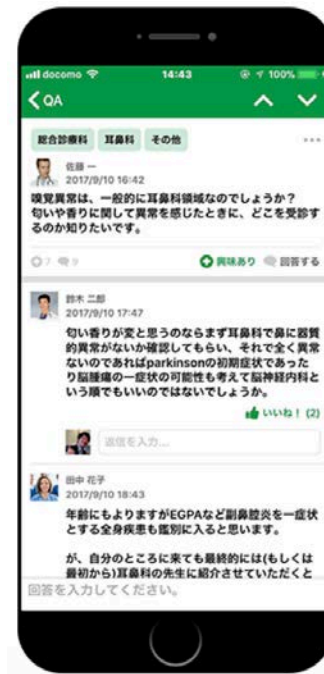 docomo 14:43 100%
QA
総合診療科 耳鼻科 その他
佐藤 一
2017/9/10 16:42
嗅覚異常は、一般的に耳鼻科領域なのでしょうか？
匂いや香りに関して異常を感じたときに、どこを受診す
るのか知りたいです。
7 9 興味あり 回答する
鈴木 二郎
2017/9/10 17:47
匂い香りが変と思うのならまず耳鼻科で鼻に器質
的異常がないか確認してもらい、それで全く異常
ないのであればparkinsonの初期症状であった
り脳腫瘍の一症状の可能性も考えて脳神経内科と
いう順でもいいのではないでしょうか。
いいね！ (2)
返信を入力...
田中 花子
2017/9/10 18:43
年齢にもよりますがEGPAなど副鼻腔炎を一症状
とする全身疾患も鑑別に入ると思います。
が、自分のところに来ても最終的には(もしくは
最初から)耳鼻科の先生に紹介させていただくと
回答を入力してください。